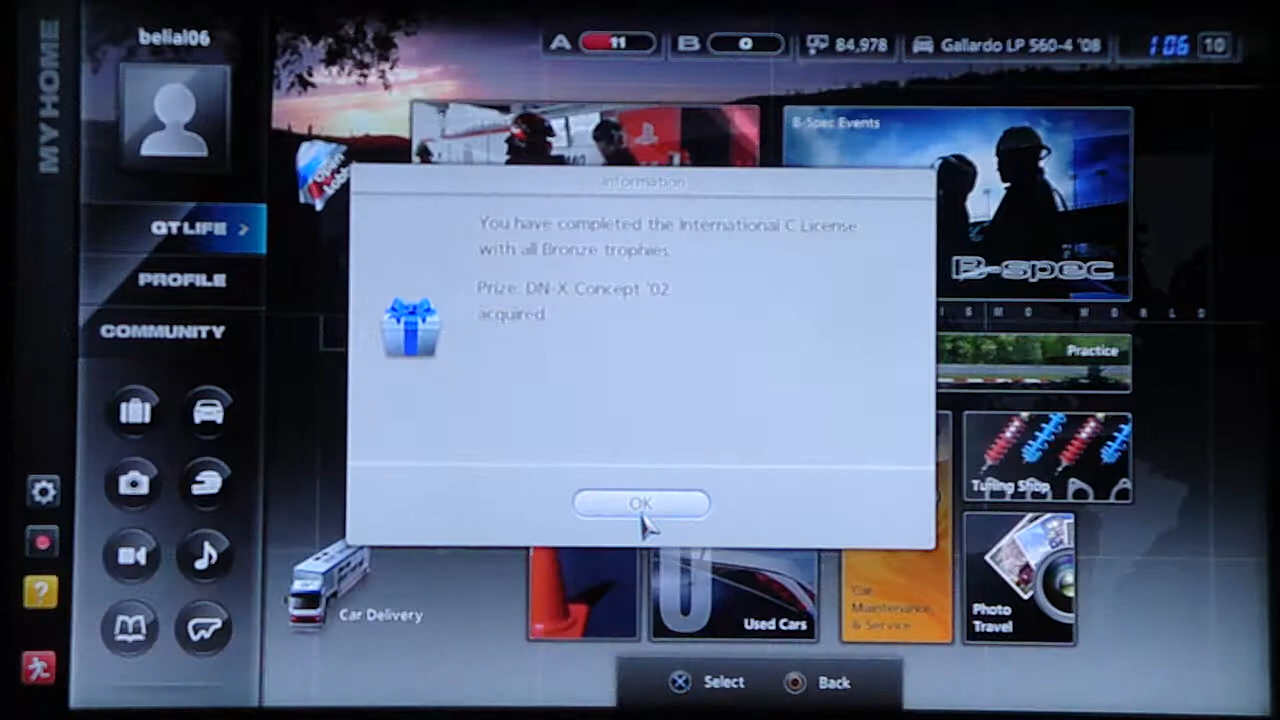 MY HOME
belial06
A 11
B 0
84,978
Gallardo LP 560-4 '08
106
10
GT LIFE
PROFILE
COMMUNITY
B-Spec Events
B-spec
Information
You have completed the International C License
with all Bronze trophies.
Prize: DN-X Concept '02
acquired.
OK
Practice
Tuning Shop
Car Delivery
Used Cars
Car
Maintenance
& Service
Photo
Travel
Select
Back